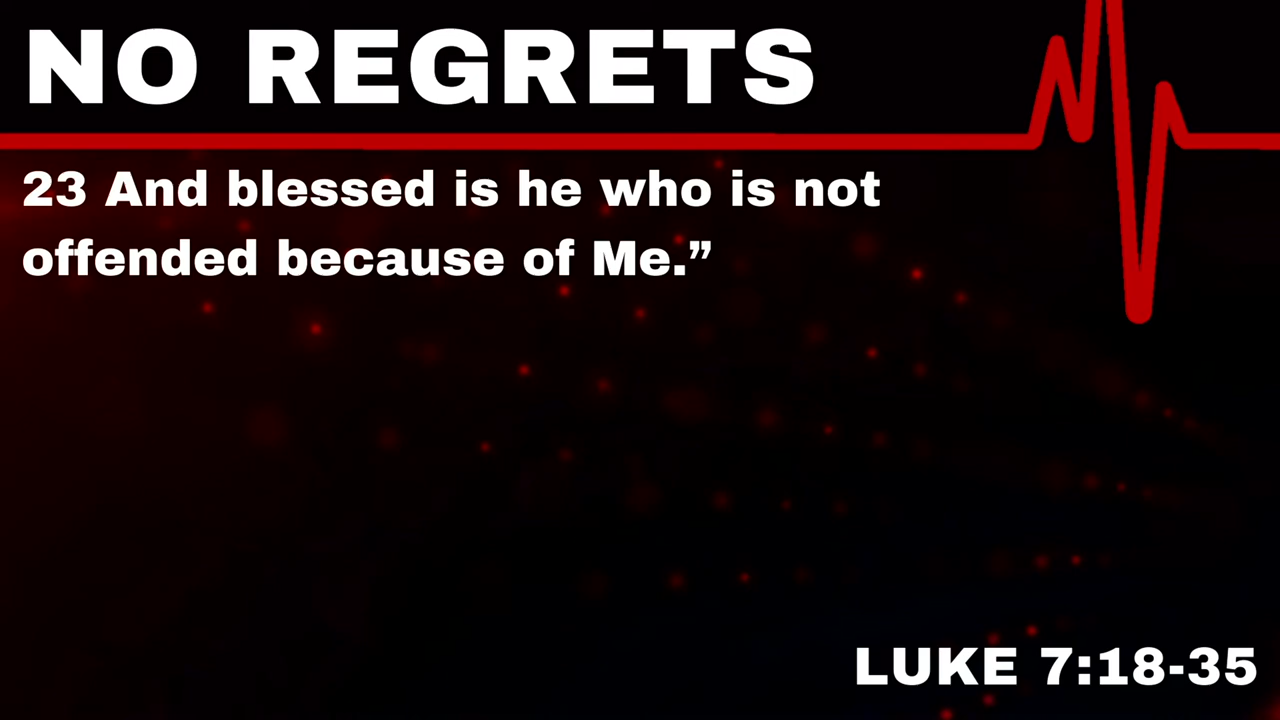 NO REGRETS
23 And blessed is he who is not
offended because of Me.”
LUKE 7:18-35